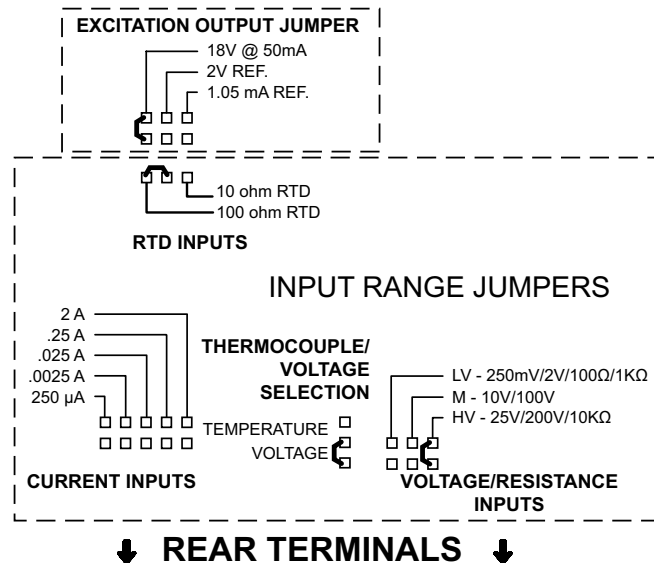 EXCITATION OUTPUT JUMPER
18V @ 50mA
2V REF.
1.05 mA REF.
10 ohm RTD
100 ohm RTD
RTD INPUTS
INPUT RANGE JUMPERS
2 A
.25 A
.025 A
.0025 A
250 µA
CURRENT INPUTS
THERMOCOUPLE/
VOLTAGE
SELECTION
TEMPERATURE
VOLTAGE
LV - 250mV/2V/100Ω/1KΩ
M - 10V/100V
HV - 25V/200V/10KΩ
VOLTAGE/RESISTANCE
INPUTS
REAR TERMINALS